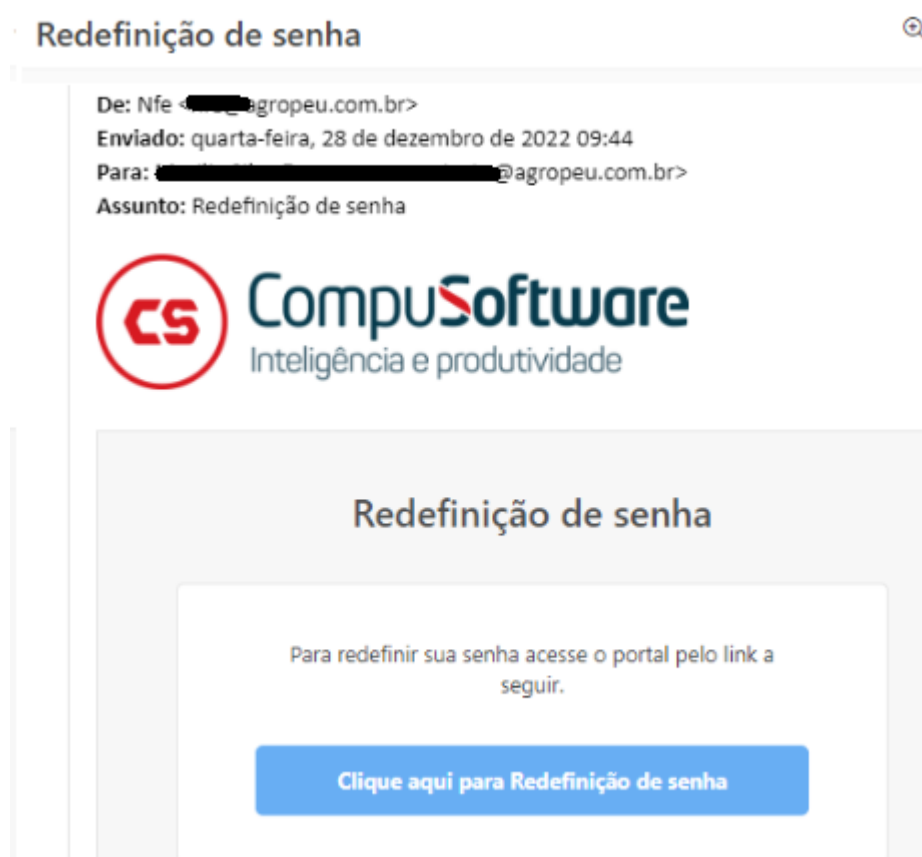 Redefinição de senha
De: Nfe < agropeu.com.br>
Enviado: quarta-feira, 28 de dezembro de 2022 09:44
Para: @agropeu.com.br>
Assunto: Redefinição de senha
CS CompuSoftware
Inteligência e produtividade
Redefinição de senha
Para redefinir sua senha acesse o portal pelo link a
seguir.
Clique aqui para Redefinição de senha